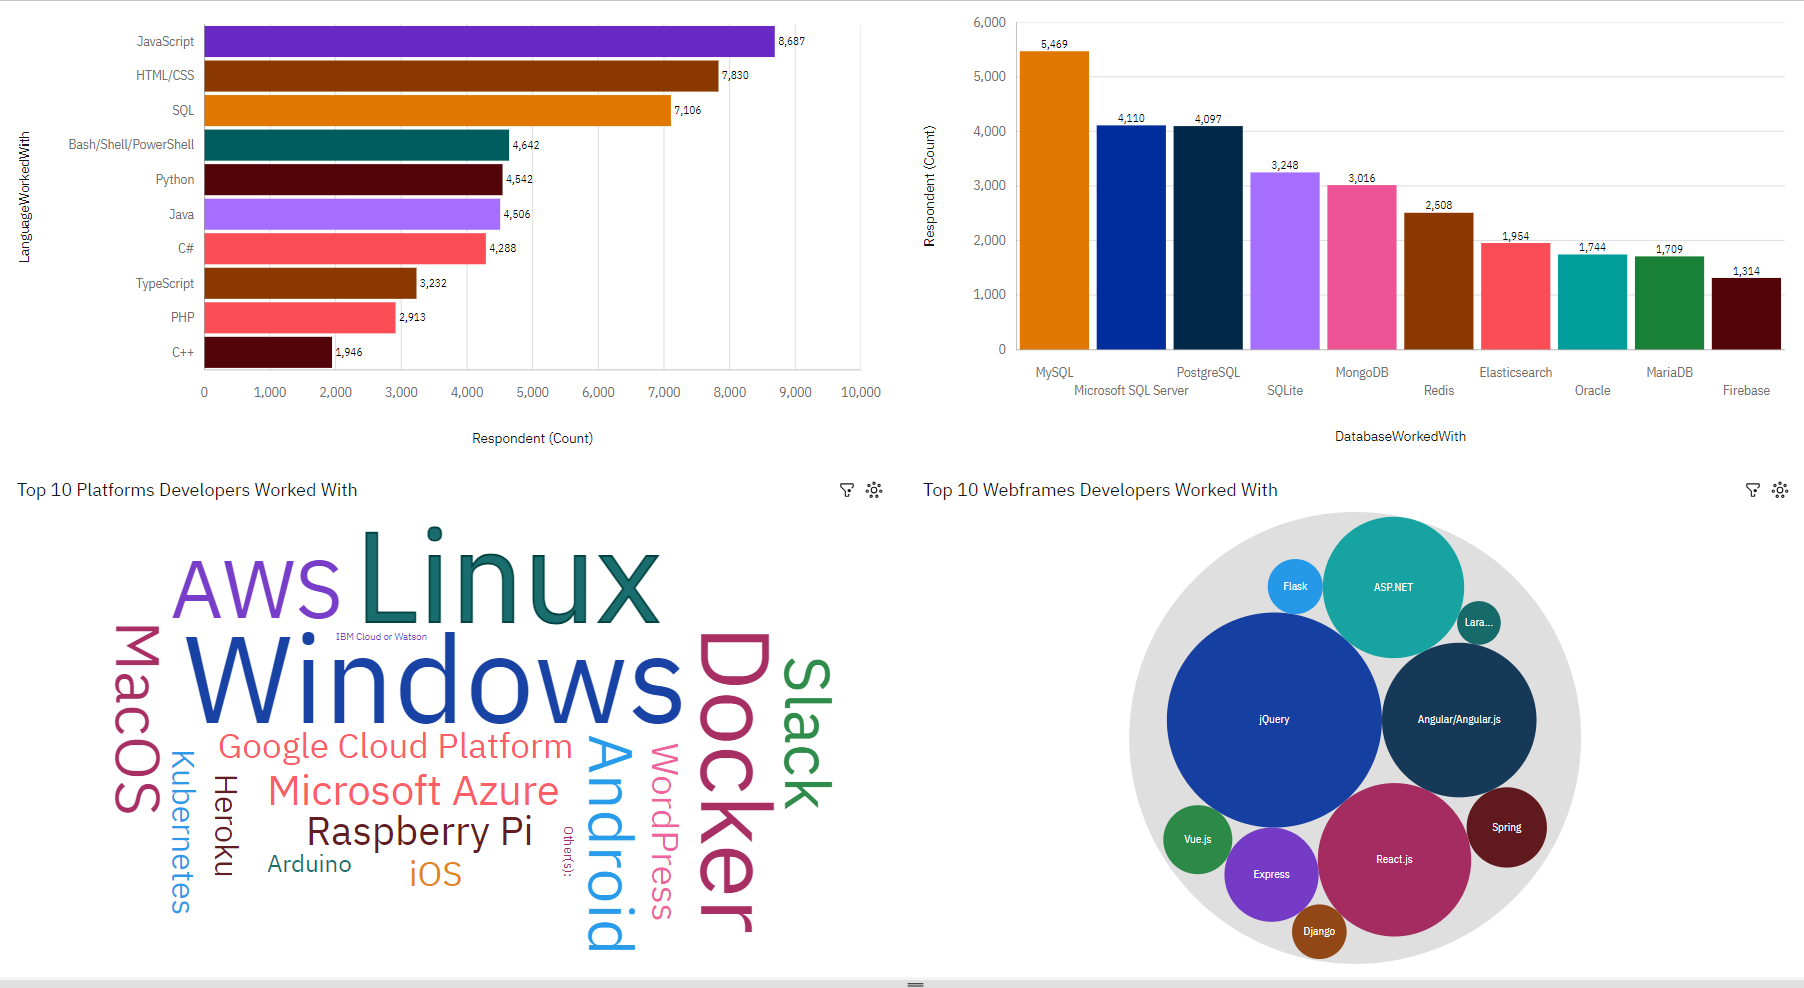 LanguageWorkedWith
JavaScript 8,687
HTML/CSS 7,830
SQL 7,106
Bash/Shell/PowerShell 4,642
Python 4,542
Java 4,506
C# 4,288
TypeScript 3,232
PHP 2,913
C++ 1,946
0 1,000 2,000 3,000 4,000 5,000 6,000 7,000 8,000 9,000 10,000
Respondent (Count)
Respondent (Count)
6,000
5,000
4,000
3,000
2,000
1,000
0
5,469 4,110 4,097 3,248 3,016 2,508 1,954 1,744 1,709 1,314
MySQL PostgreSQL MongoDB Elasticsearch MariaDB
Microsoft SQL Server SQLite Redis Oracle Firebase
DatabaseWorkedWith
Top 10 Platforms Developers Worked With
AWS
Linux
IBM Cloud or Watson
Windows
MacOS
Docker
Slack
Google Cloud Platform
Microsoft Azure
Raspberry Pi
Arduino
iOS
Kubernetes
Heroku
Other(s):
Android
WordPress
Top 10 Webframes Developers Worked With
Flask
ASP.NET
Lara...
jQuery
Angular/Angular.js
Vue.js
Express
React.js
Spring
Django